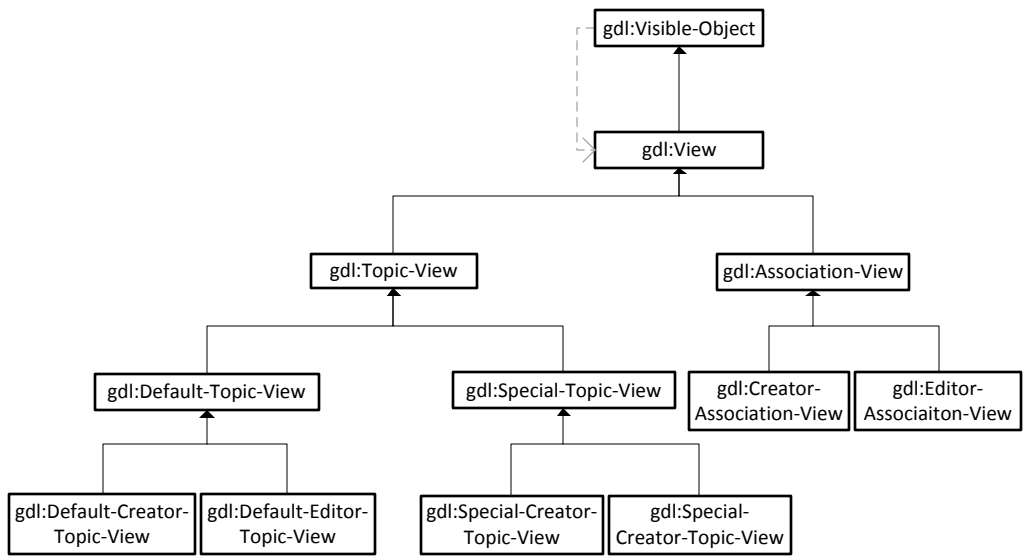 gdl:Visible-Object
gdl:View
gdl:Topic-View
gdl:Association-View
gdl:Default-Topic-View
gdl:Special-Topic-View
gdl:Creator-
Association-View
gdl:Editor-
Associaiton-View
gdl:Default-Creator-
Topic-View
gdl:Default-Editor-
Topic-View
gdl:Special-Creator-
Topic-View
gdl:Special-
Creator-Topic-View